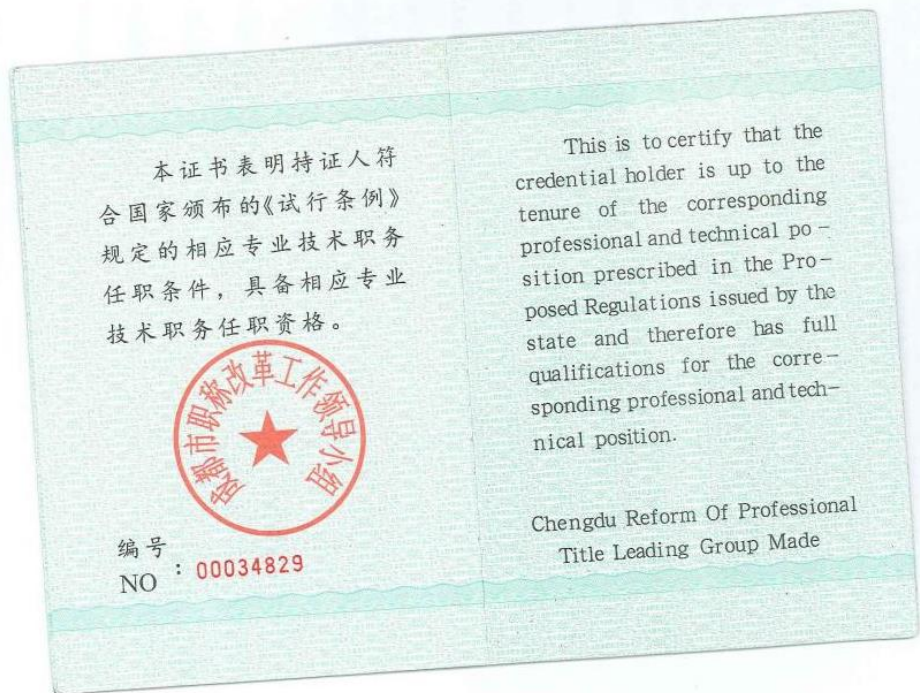 本证书表明持证人符
合国家颁布的《试行条例》
规定的相应专业技术职务
任职条件，具备相应专业
技术职务任职资格。
成都市职称改革工作领导小组
编号
NO : 00034829
This is to certify that the
credential holder is up to the
tenure of the corresponding
professional and technical po-
sition prescribed in the Pro-
posed Regulations issued by the
state and therefore has full
qualifications for the corre-
sponding professional and tech-
nical position.
Chengdu Reform Of Professional
Title Leading Group Made